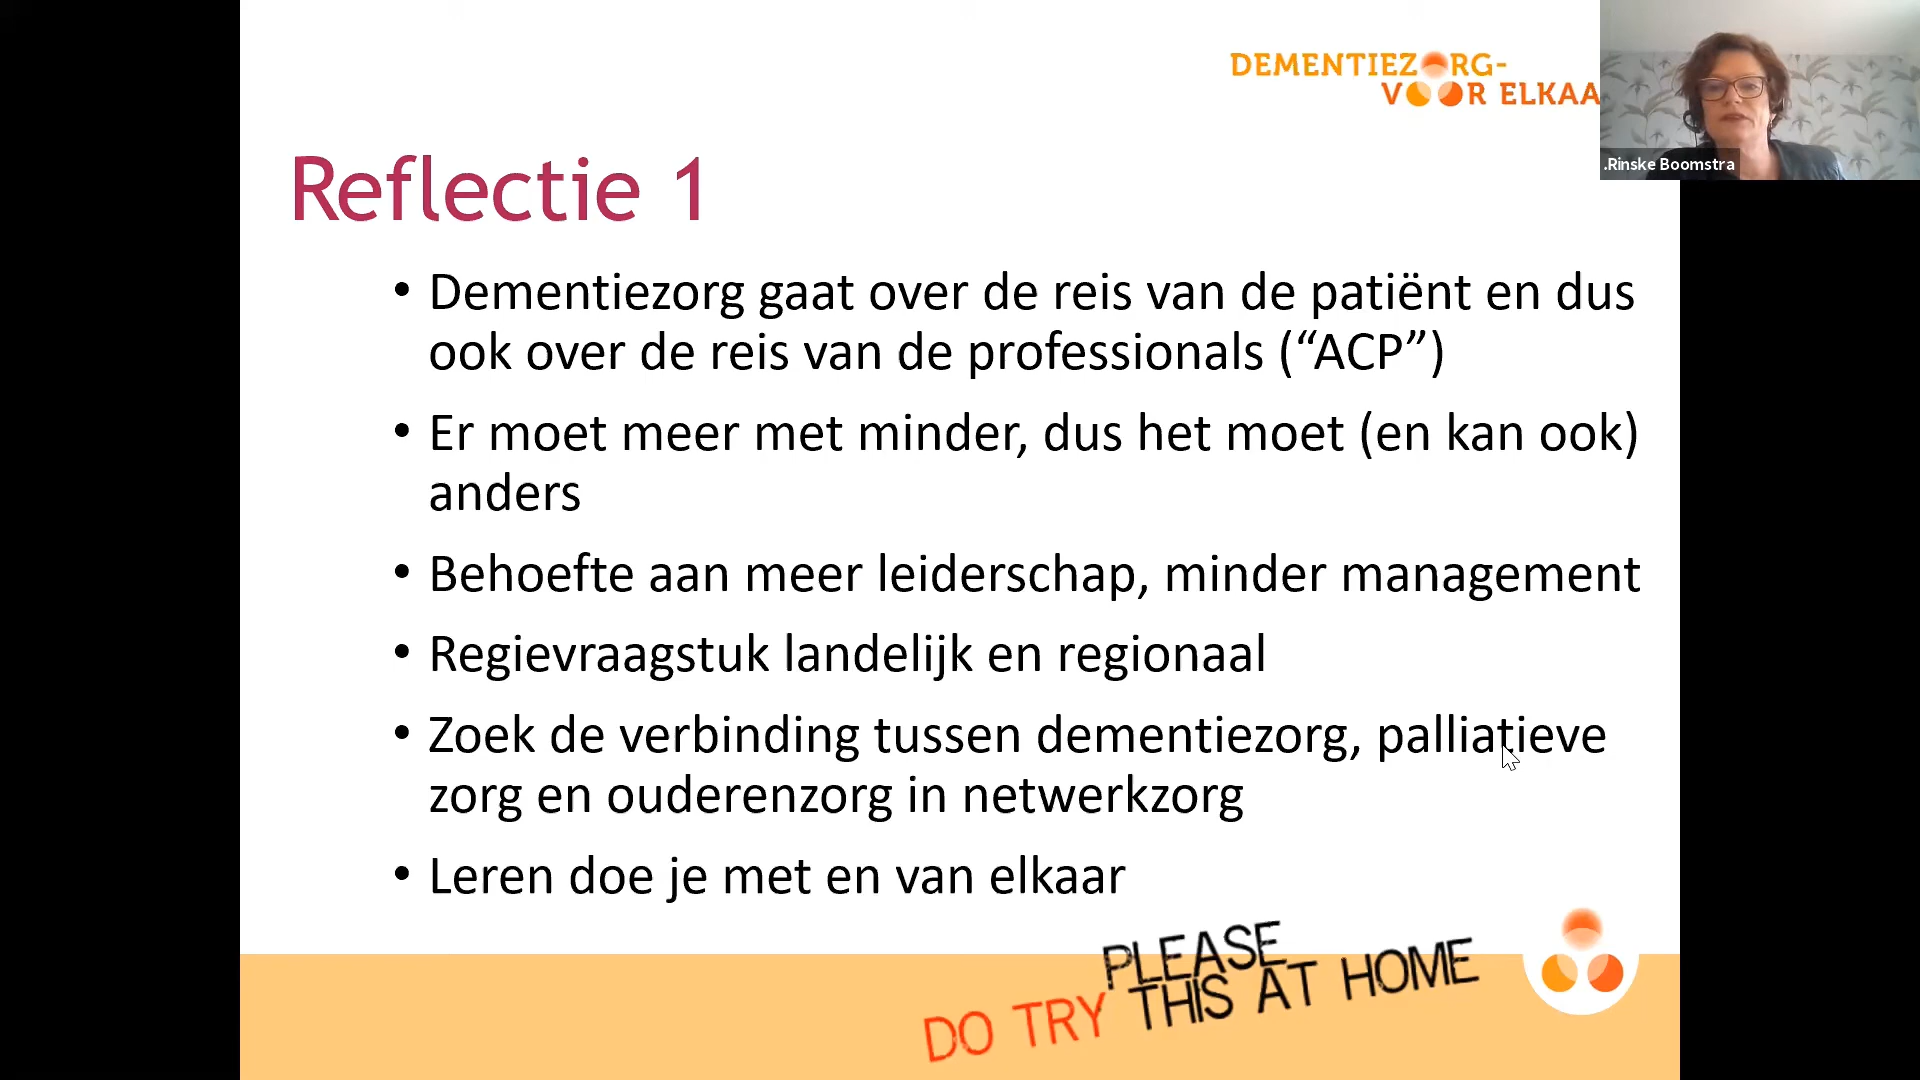 DEMENTIEZORG-
VOOR ELKAA
.Rinske Boomstra
Reflectie 1
• Dementiezorg gaat over de reis van de patiënt en dus
ook over de reis van de professionals (“ACP”)
• Er moet meer met minder, dus het moet (en kan ook)
anders
• Behoefte aan meer leiderschap, minder management
• Regievraagstuk landelijk en regionaal
• Zoek de verbinding tussen dementiezorg, palliatieve
zorg en ouderenzorg in netwerkzorg
• Leren doe je met en van elkaar
PLEASE
DO TRY THIS AT HOME